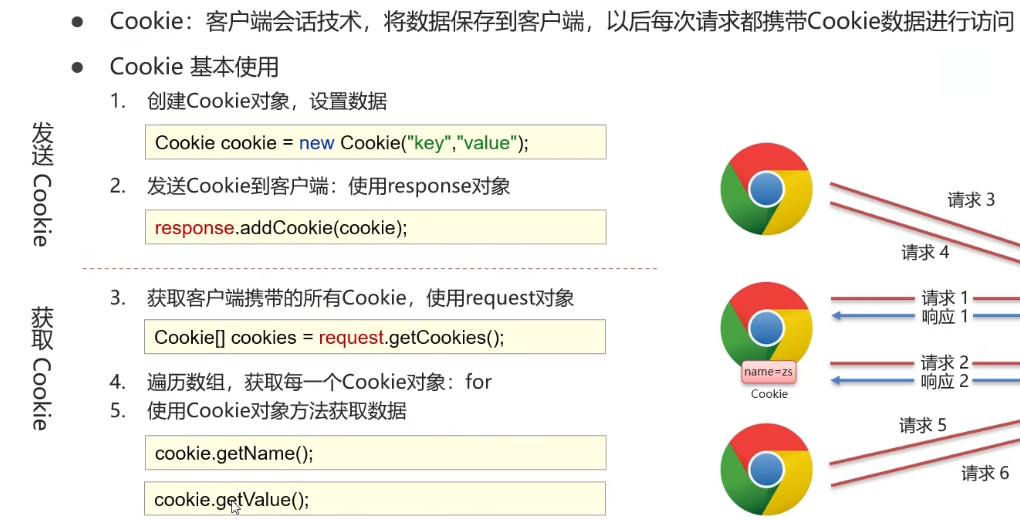 Cookie：客户端会话技术，将数据保存到客户端，以后每次请求都携带Cookie数据进行访问
Cookie 基本使用
发送 Cookie
1. 创建Cookie对象，设置数据
Cookie cookie = new Cookie("key","value");
2. 发送Cookie到客户端：使用response对象
response.addCookie(cookie);
获取 Cookie
3. 获取客户端携带的所有Cookie，使用request对象
Cookie[] cookies = request.getCookies();
4. 遍历数组，获取每一个Cookie对象：for
5. 使用Cookie对象方法获取数据
cookie.getName();
cookie.getValue();
请求 3
请求 4
请求 1
响应 1
请求 2
响应 2
name=zs
Cookie
请求 5
请求 6